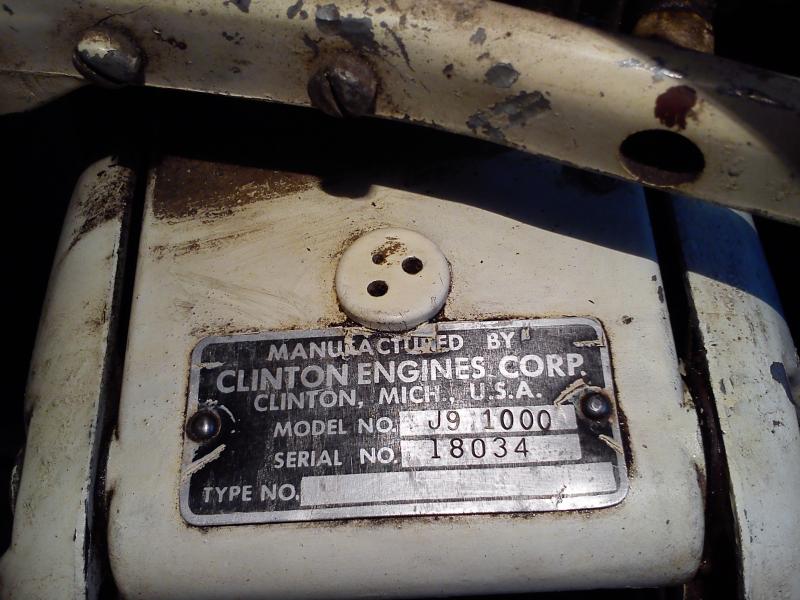 MANUFACTURED BY
CLINTON ENGINES CORP.
CLINTON, MICH., U.S.A.
MODEL NO. J9 1000
SERIAL NO. 18034
TYPE NO.